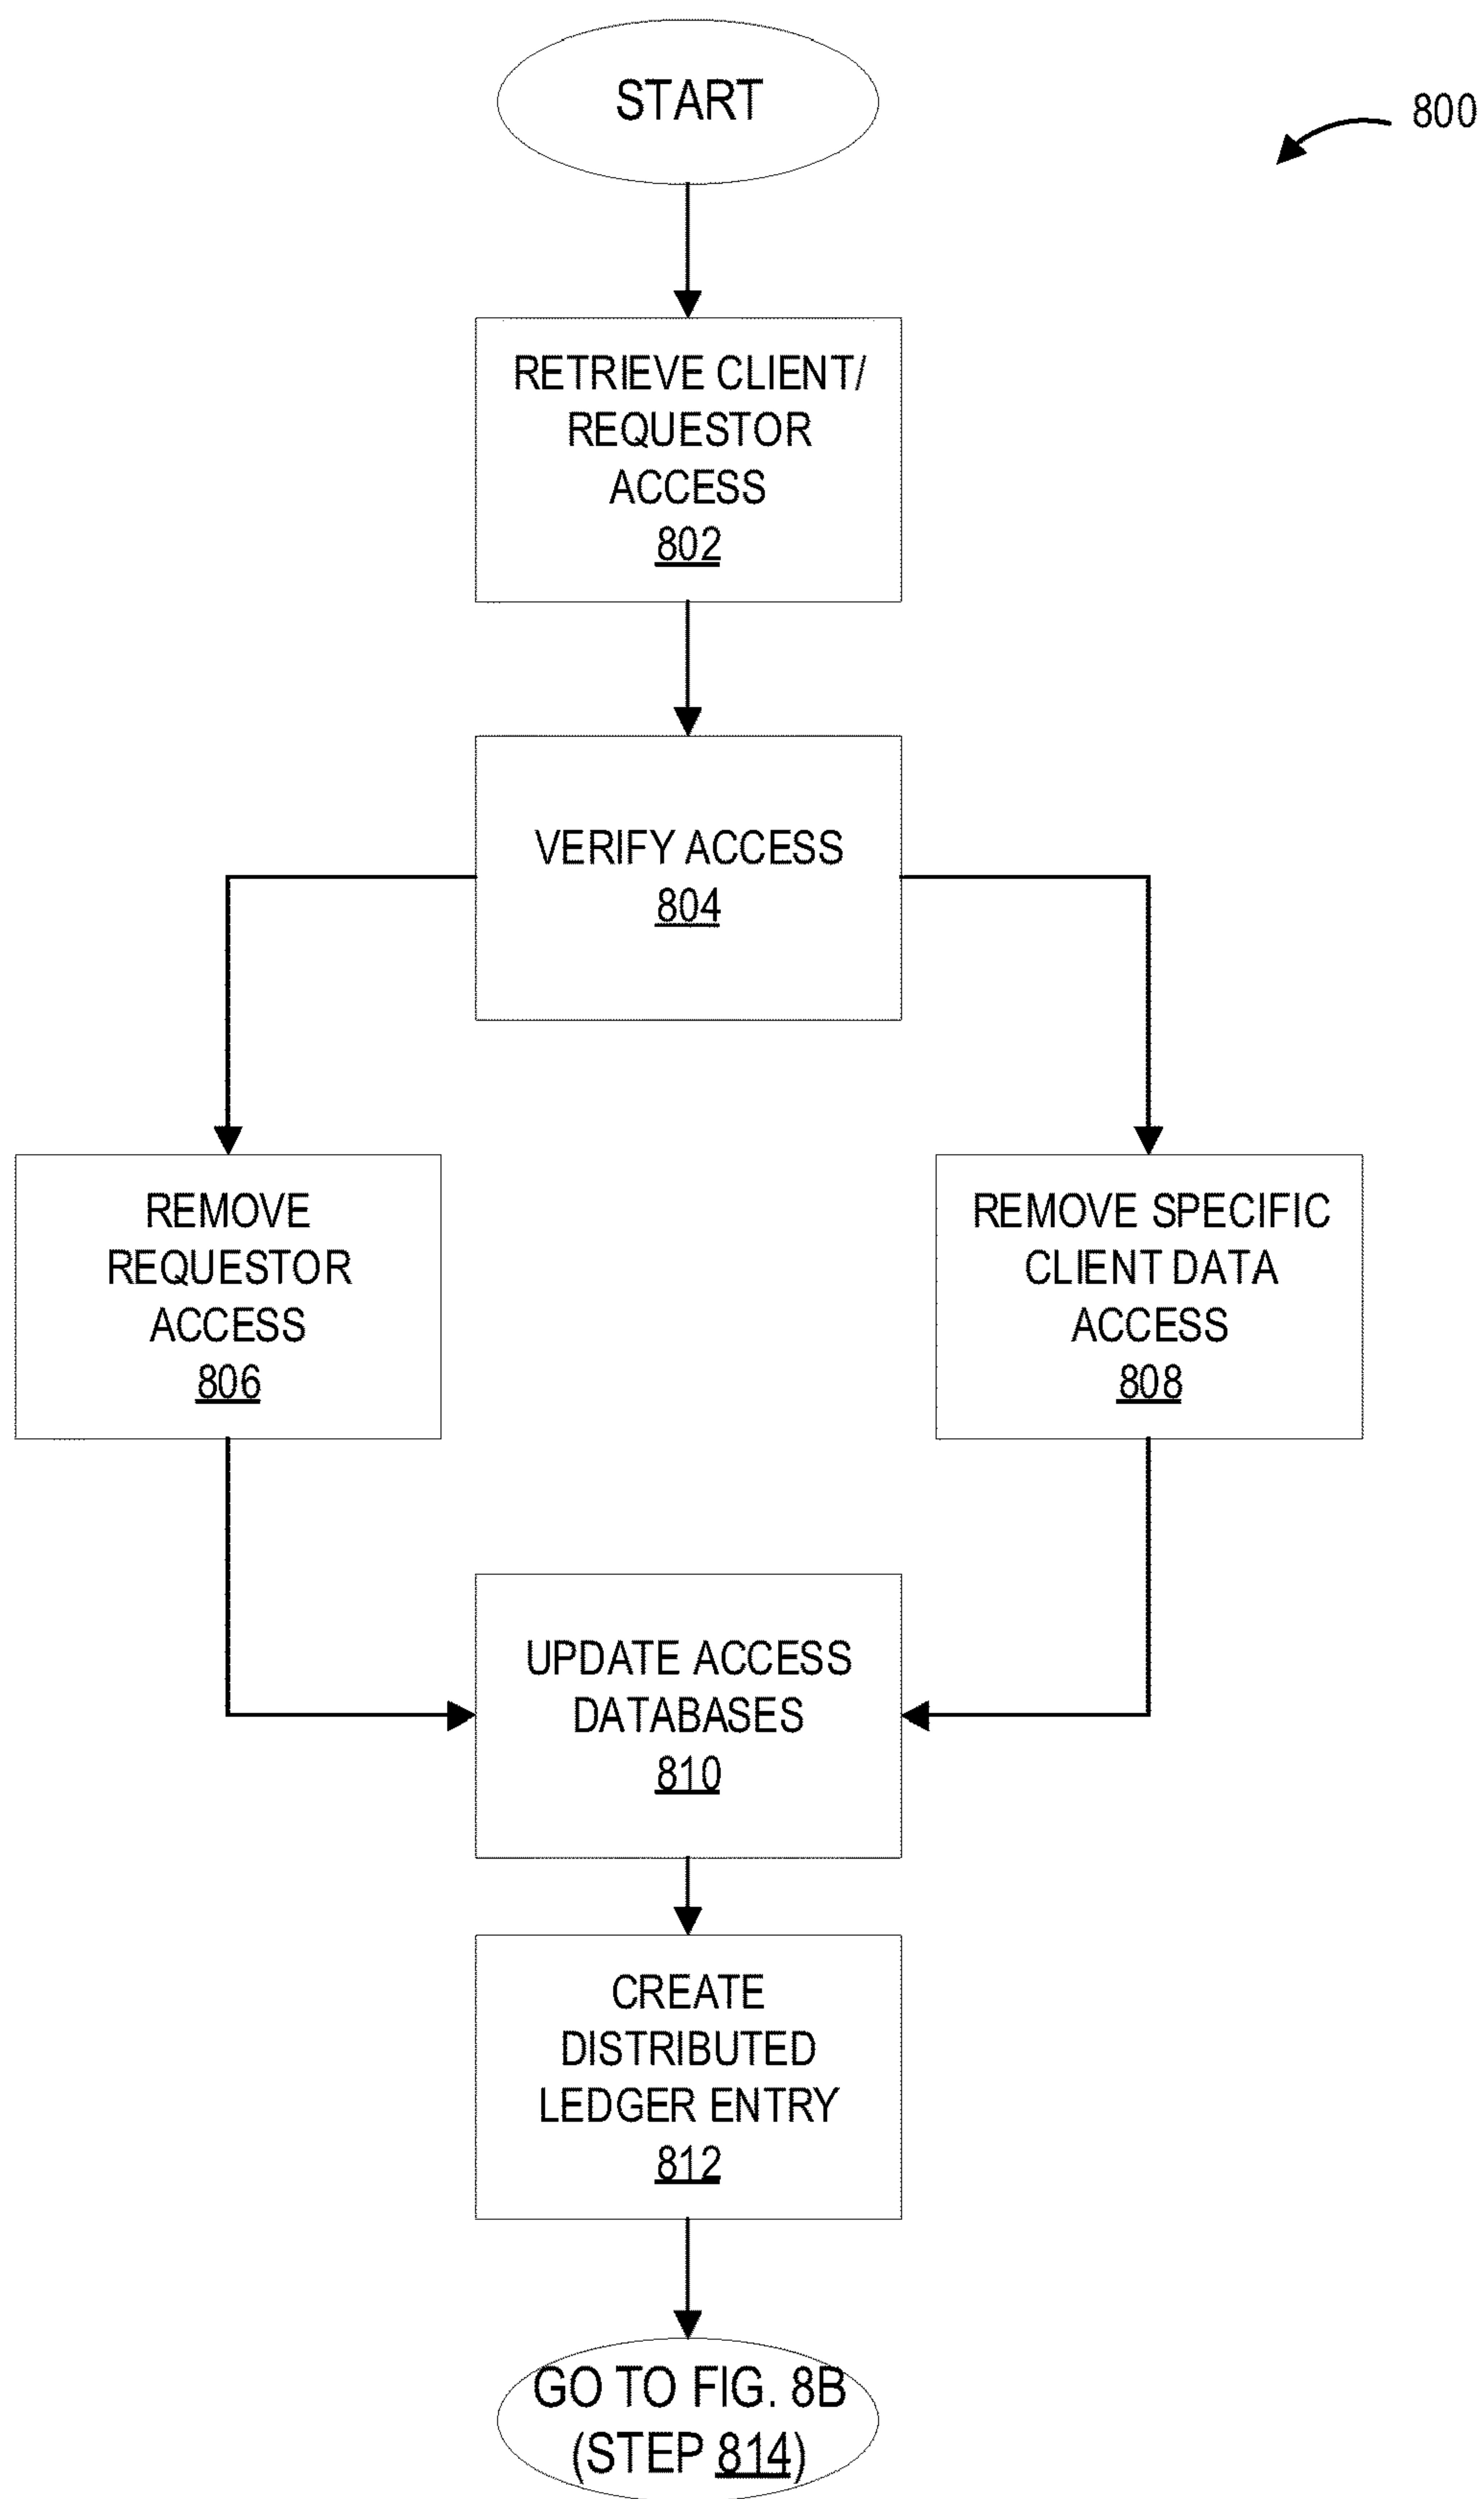 START
800
RETRIEVE CLIENT/
REQUESTOR
ACCESS
802
VERIFY ACCESS
804
REMOVE
REQUESTOR
ACCESS
806
REMOVE SPECIFIC
CLIENT DATA
ACCESS
808
UPDATE ACCESS
DATABASES
810
CREATE
DISTRIBUTED
LEDGER ENTRY
812
GO TO FIG. 8B
(STEP 814)